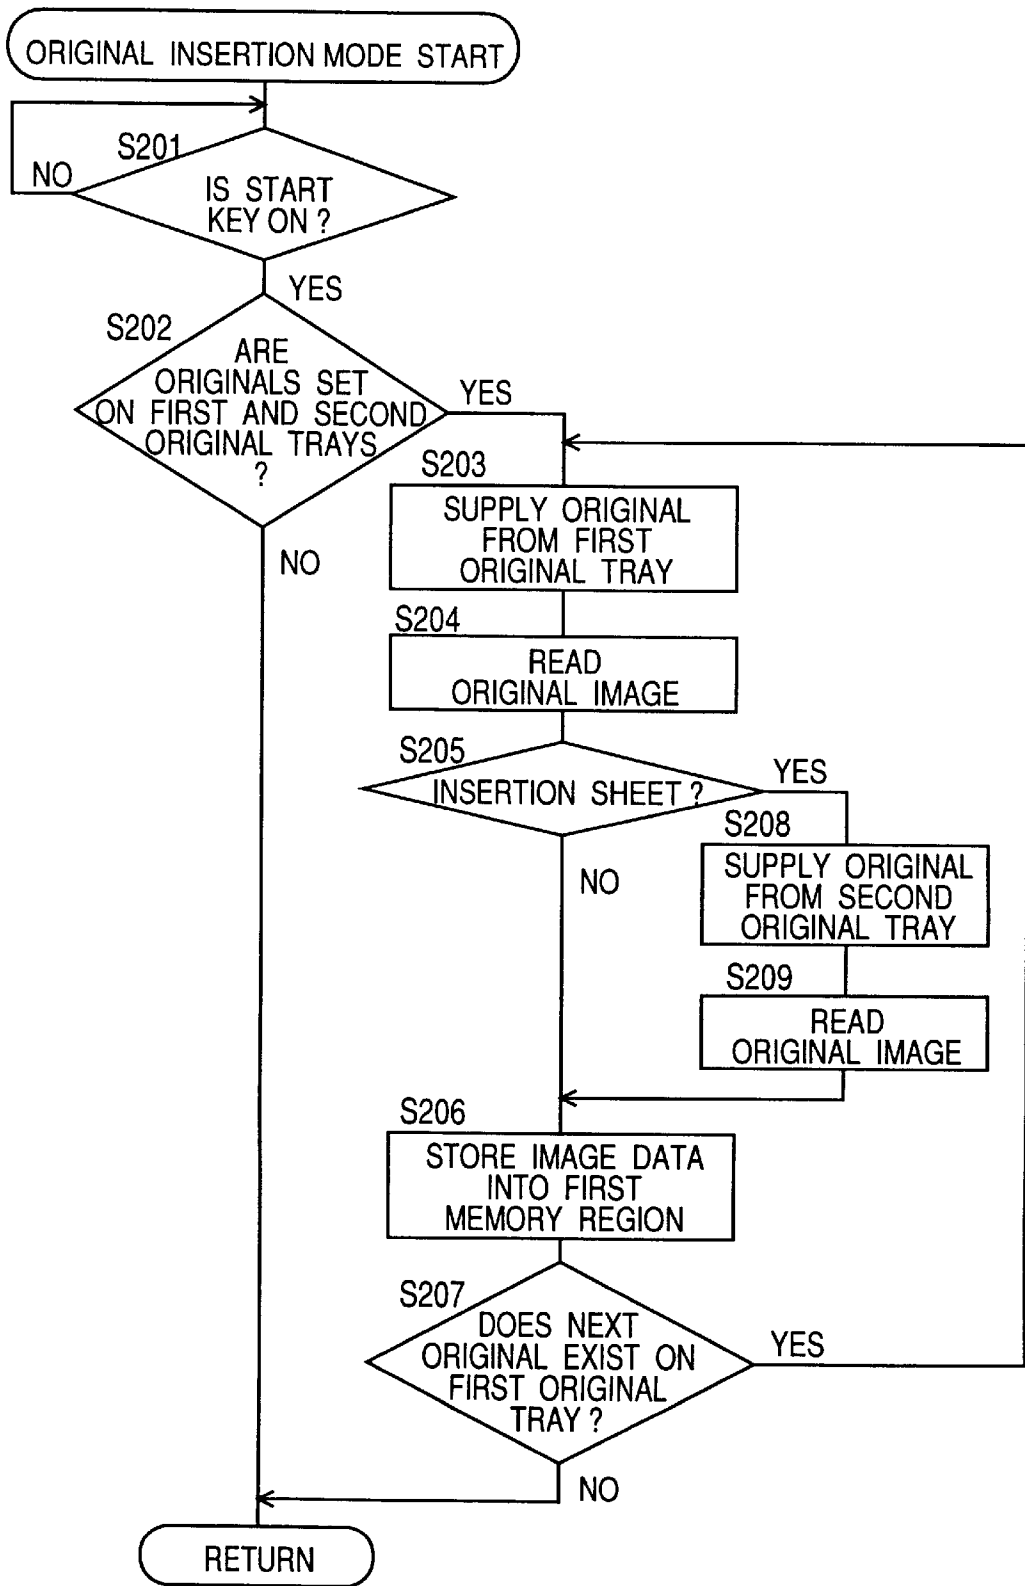 ORIGINAL INSERTION MODE START
S201
NO
IS START
KEY ON ?
YES
S202
ARE
ORIGINALS SET
ON FIRST AND SECOND
ORIGINAL TRAYS
?
YES
NO
S203
SUPPLY ORIGINAL
FROM FIRST
ORIGINAL TRAY
S204
READ
ORIGINAL IMAGE
S205
INSERTION SHEET ?
YES
NO
S208
SUPPLY ORIGINAL
FROM SECOND
ORIGINAL TRAY
S209
READ
ORIGINAL IMAGE
S206
STORE IMAGE DATA
INTO FIRST
MEMORY REGION
S207
DOES NEXT
ORIGINAL EXIST ON
FIRST ORIGINAL
TRAY ?
YES
NO
RETURN